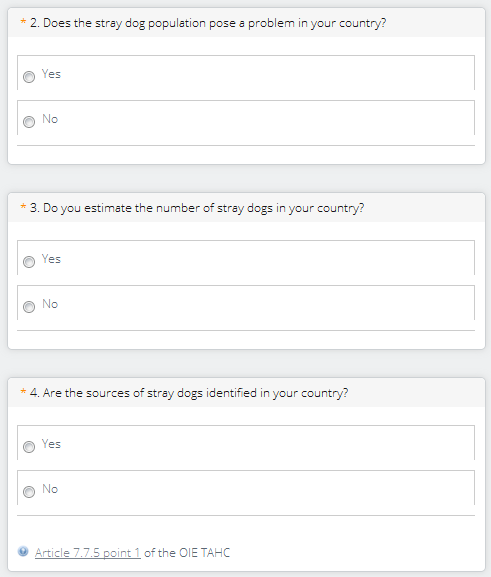 * 2. Does the stray dog population pose a problem in your country?
Yes
No
* 3. Do you estimate the number of stray dogs in your country?
Yes
No
* 4. Are the sources of stray dogs identified in your country?
Yes
No
Article 7.7.5 point 1 of the OIE TAHC